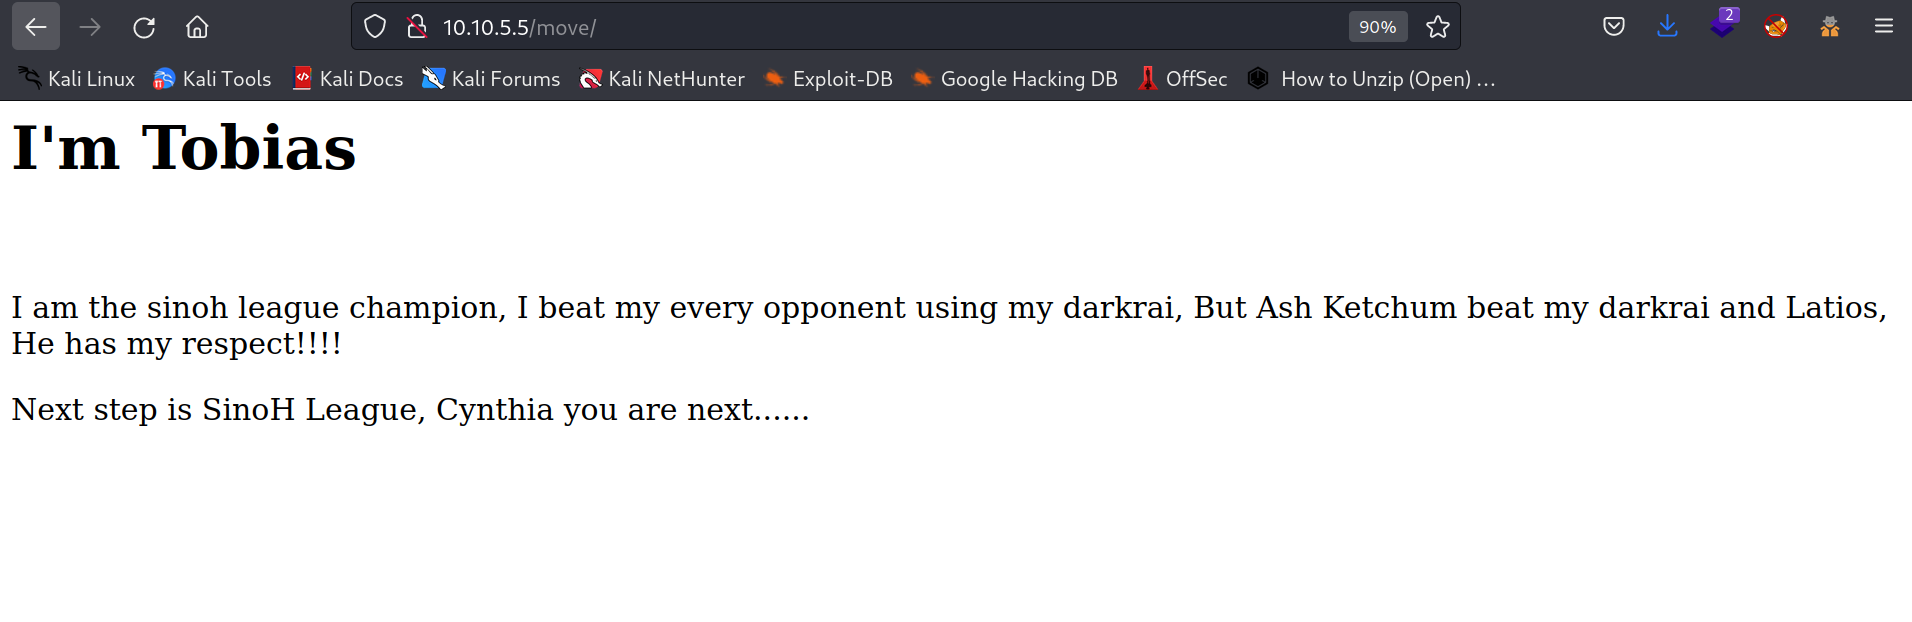 10.10.5.5/move/
90%
2
Kali Linux
Kali Tools
Kali Docs
Kali Forums
Kali NetHunter
Exploit-DB
Google Hacking DB
OffSec
How to Unzip (Open) …
I'm Tobias
I am the sinoh league champion, I beat my every opponent using my darkrai, But Ash Ketchum beat my darkrai and Latios,
He has my respect!!!!
Next step is SinoH League, Cynthia you are next......